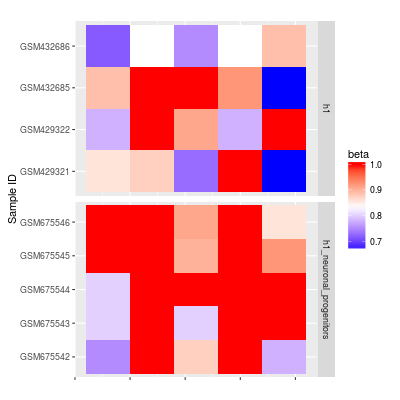 GSM432686
GSM432685
GSM429322
GSM429321
h1
GSM675546
GSM675545
GSM675544
GSM675543
GSM675542
h1_neuronal_progenitors
Sample ID
beta
1.0
0.9
0.8
0.7